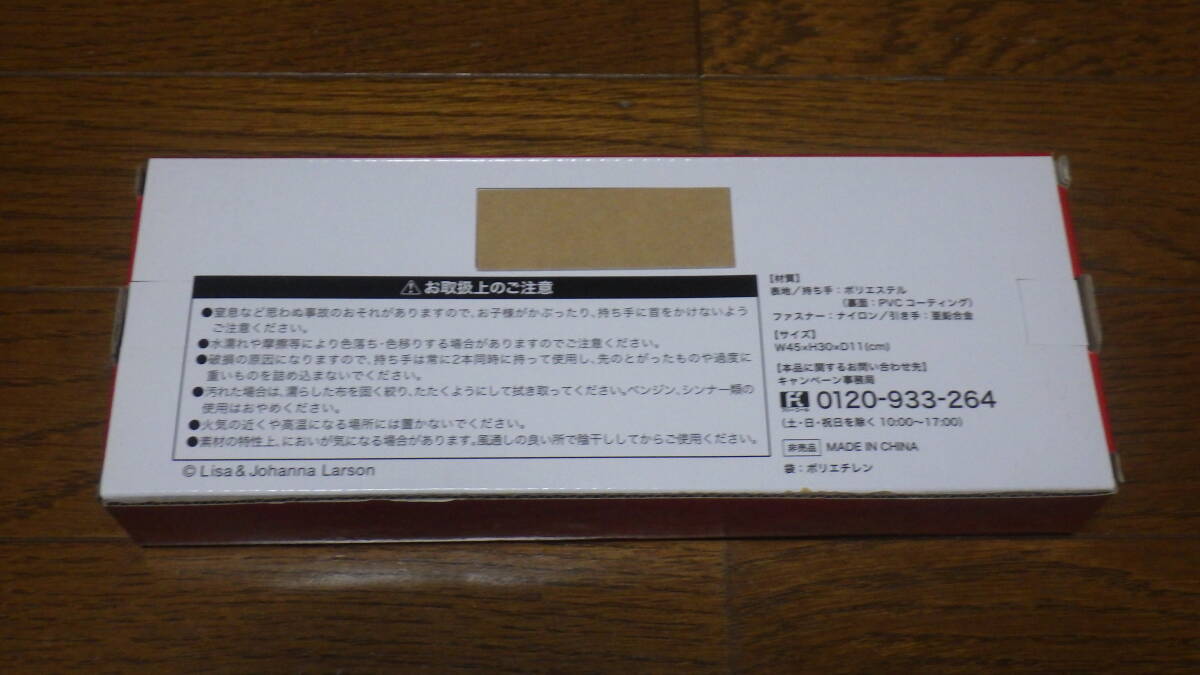 ⚠お取扱上のご注意
●窒息など思わぬ事故のおそれがありますので、お子様がかぶったり、持ち手に首をかけないよう
ご注意ください。
●水濡れや摩擦等により色落ち・色移りする場合がありますのでご注意ください。
●破損の原因になりますので、持ち手は常に2本同時に持って使用し、先のとがったものや過度に
重いものを詰め込まないでください。
●汚れた場合は、濡らした布を固く絞り、たたくようにして拭き取ってください。ベンジン、シンナー類の
使用はおやめください。
●火気の近くや高温になる場所には置かないでください。
●素材の特性上、においが気になる場合があります。風通しの良い所で陰干ししてからご使用ください。
© Lisa & Johanna Larson
【材質】
表地/持ち手:ポリエステル
(裏面:PVCコーティング)
ファスナー:ナイロン/引き手:亜鉛合金
【サイズ】
W45×H30×D11(cm)
【本品に関するお問い合わせ先】
キャンペーン事務局
0120-933-264
(土・日・祝日を除く 10:00〜17:00)
非売品 MADE IN CHINA
袋:ポリエチレン